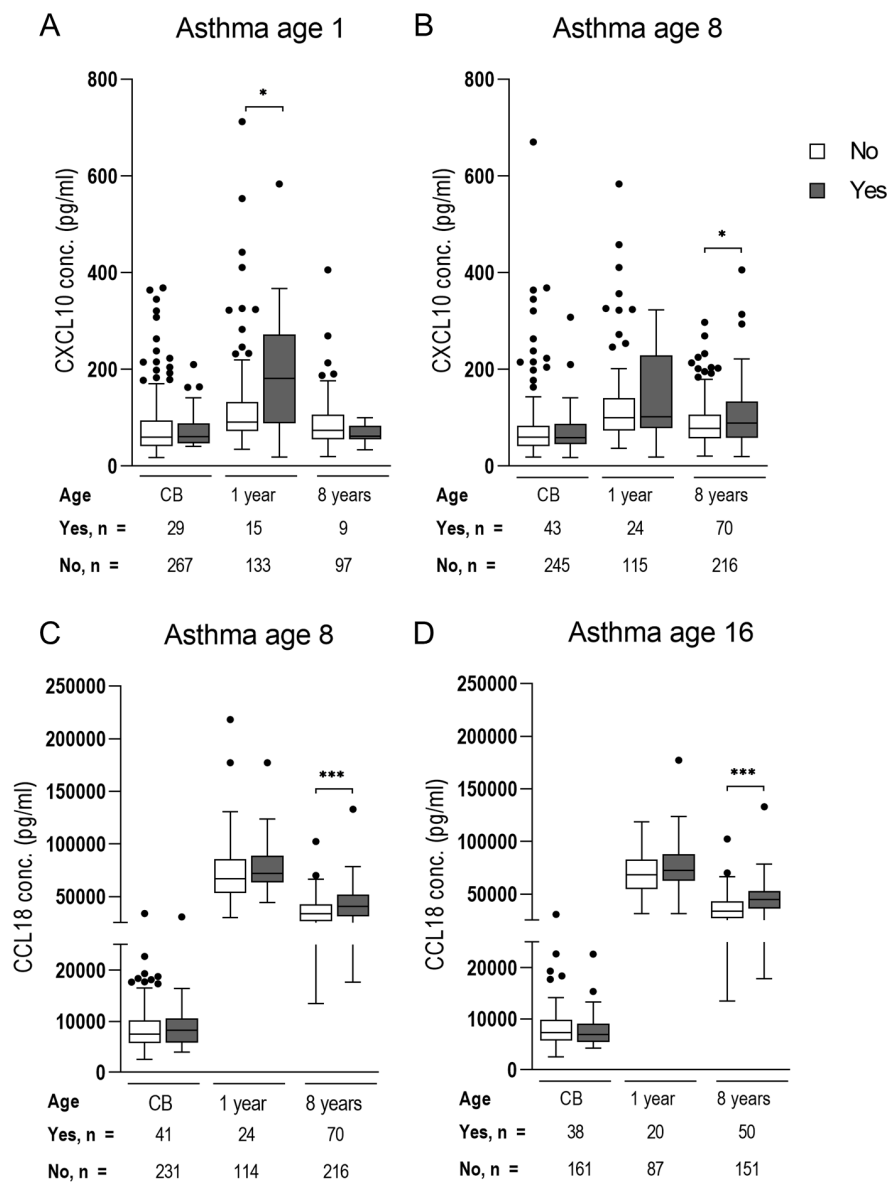 A Asthma age 1
B Asthma age 8
No
Yes
CXCL10 conc. (pg/ml)
800
600
400
200
0
*
Age CB 1 year 8 years
Yes, n = 29 15 9
No, n = 267 133 97
CXCL10 conc. (pg/ml)
800
600
400
200
0
*
Age CB 1 year 8 years
Yes, n = 43 24 70
No, n = 245 115 216
C Asthma age 8
CCL18 conc. (pg/ml)
250000
200000
150000
100000
50000
20000
10000
0
***
Age CB 1 year 8 years
Yes, n = 41 24 70
No, n = 231 114 216
D Asthma age 16
CCL18 conc. (pg/ml)
250000
200000
150000
100000
50000
20000
10000
0
***
Age CB 1 year 8 years
Yes, n = 38 20 50
No, n = 161 87 151